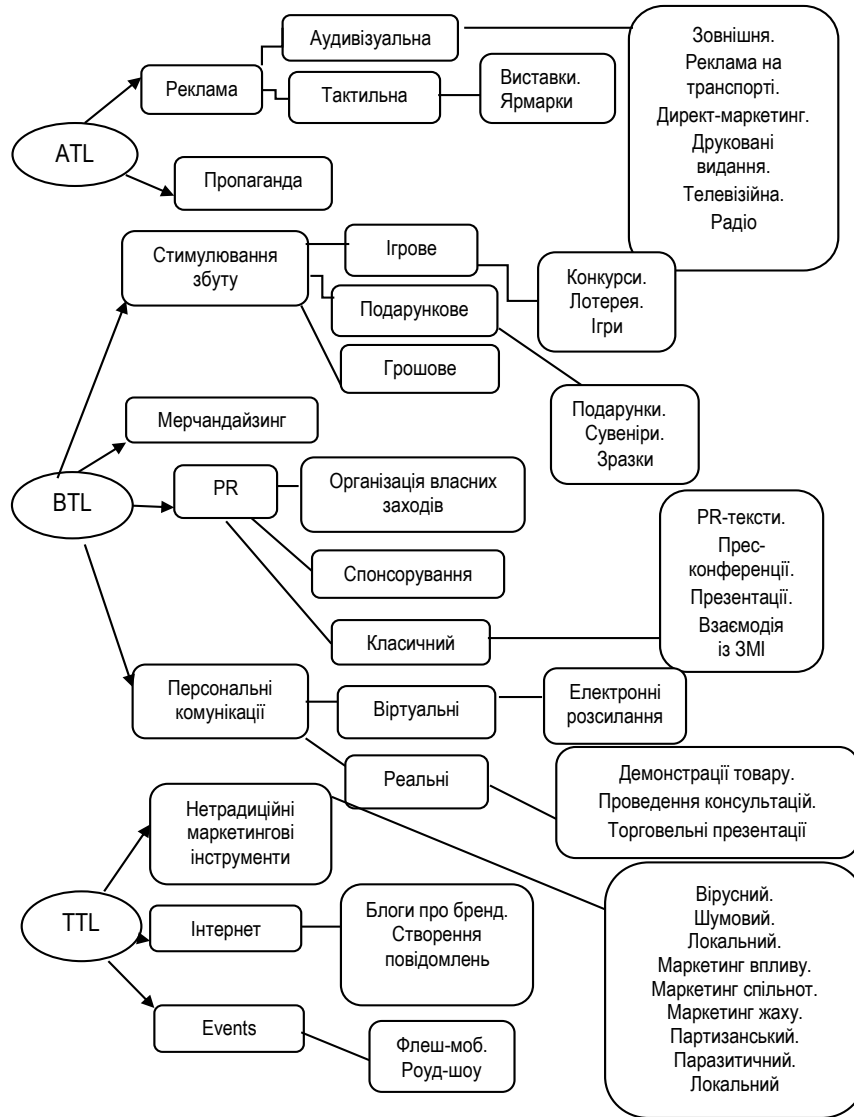 Аудивізуальна
Реклама
Тактильна
Виставки.
Ярмарки
Зовнішня.
Реклама на
транспорті.
Директ-маркетинг.
Друковані
видання.
Телевізійна.
Радіо
ATL
Пропаганда
Стимулювання
збуту
Ігрове
Подарункове
Грошове
Конкурси.
Лотерея.
Ігри
Подарунки.
Сувеніри.
Зразки
Мерчандайзинг
BTL
PR
Організація власних
заходів
Спонсорування
Класичний
PR-тексти.
Прес-
конференції.
Презентації.
Взаємодія
із ЗМІ
Персональні
комунікації
Віртуальні
Електронні
розсилання
Реальні
Демонстрації товару.
Проведення консультацій.
Торговельні презентації
Нетрадиційні
маркетингові
інструменти
TTL
Інтернет
Блоги про бренд.
Створення
повідомлень
Events
Флеш-моб.
Роуд-шоу
Вірусний.
Шумовий.
Локальний.
Маркетинг впливу.
Маркетинг спільнот.
Маркетинг жаху.
Партизанський.
Паразитичний.
Локальний